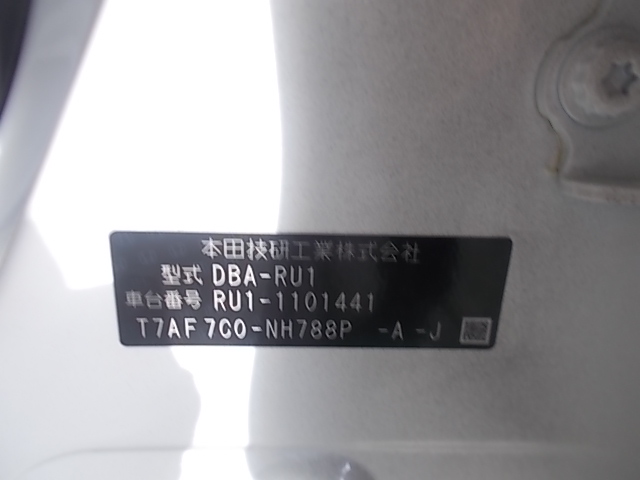 本田技研工業株式会社
型式 DBA-RU1
車台番号 RU1-1101441
T7AF7C0-NH788P -A -J